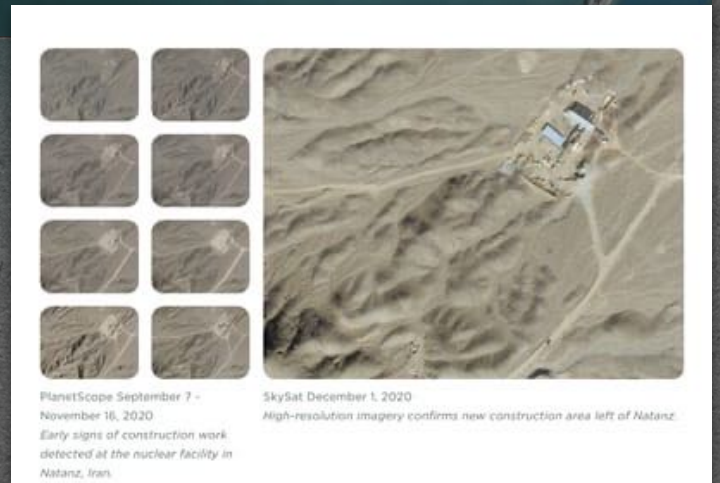 PlanetScope September 7 -
November 16, 2020
Early signs of construction work
detected at the nuclear facility in
Natanz, Iran.
SkySat December 1, 2020
High-resolution imagery confirms new construction area left of Natanz.